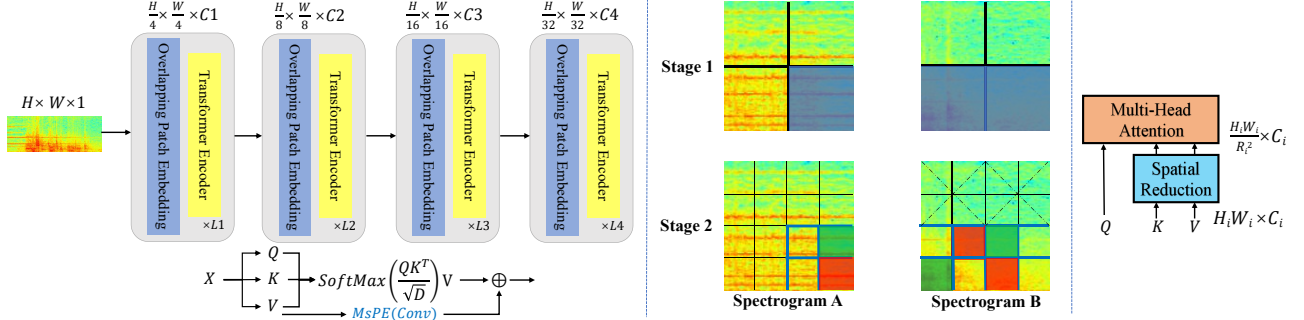 H/4 × W/4 × C1
H/8 × W/8 × C2
H/16 × W/16 × C3
H/32 × W/32 × C4
H × W × 1
Overlapping Patch Embedding
Transformer Encoder
×L1
Overlapping Patch Embedding
Transformer Encoder
×L2
Overlapping Patch Embedding
Transformer Encoder
×L3
Overlapping Patch Embedding
Transformer Encoder
×L4
X
Q
K
V
SoftMax(QK^T/√D) V
⊕
MsPE(Conv)
Stage 1
Stage 2
Spectrogram A
Spectrogram B
Multi-Head
Attention
H_iW_i/R_i² × C_i
Spatial
Reduction
H_iW_i × C_i
Q K V